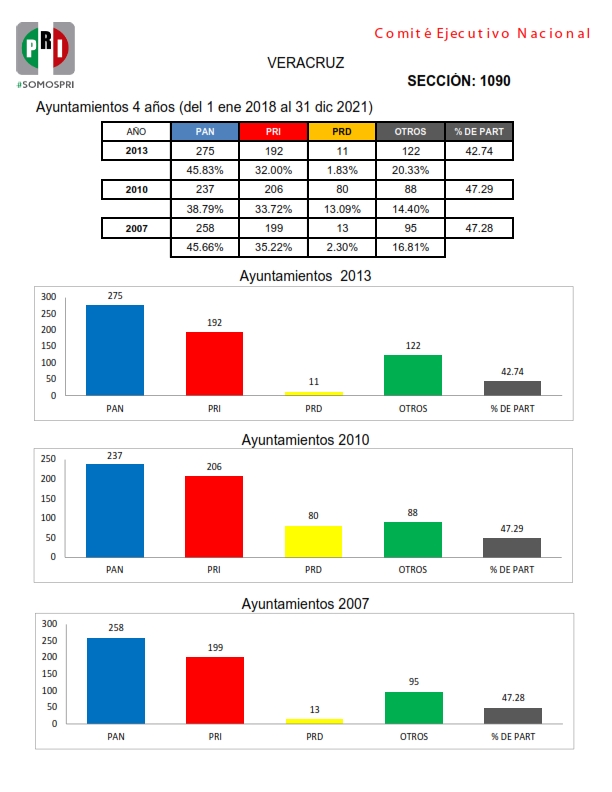 Comité Ejecutivo Nacional
PRI
#SOMOSPRI
VERACRUZ
SECCIÓN: 1090
Ayuntamientos 4 años (del 1 ene 2018 al 31 dic 2021)
AÑO PAN PRI PRD OTROS % DE PART
2013 275 192 11 122 42.74
45.83% 32.00% 1.83% 20.33%
2010 237 206 80 88 47.29
38.79% 33.72% 13.09% 14.40%
2007 258 199 13 95 47.28
45.66% 35.22% 2.30% 16.81%
Ayuntamientos 2013
300
250
200
150
100
50
0
275
192
11
122
42.74
PAN PRI PRD OTROS % DE PART
Ayuntamientos 2010
250
200
150
100
50
0
237
206
80
88
47.29
PAN PRI PRD OTROS % DE PART
Ayuntamientos 2007
300
250
200
150
100
50
0
258
199
13
95
47.28
PAN PRI PRD OTROS % DE PART